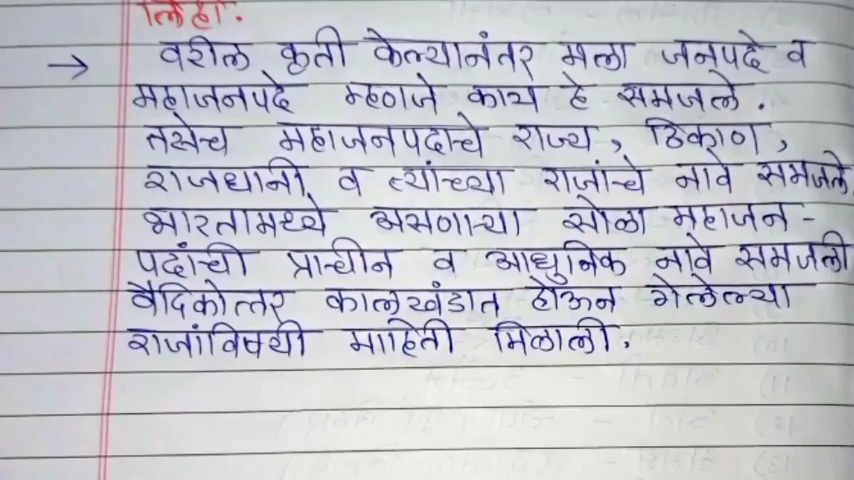 लिहा.
→ वरील कृती केल्यानंतर मला जनपदे व
महाजनपदे म्हणजे काय हे समजले.
तसेच महाजनपदाचे राज्य, ठिकाण,
राजधानी व त्यांच्या राजांचे नावे समजले.
भारतामध्ये असणाऱ्या सोळा महाजन-
पदांची प्राचीन व आधुनिक नावे समजली
वैदिकोत्तर कालखंडात होऊन गेलेल्या
राजांविषयी माहिती मिळाली.